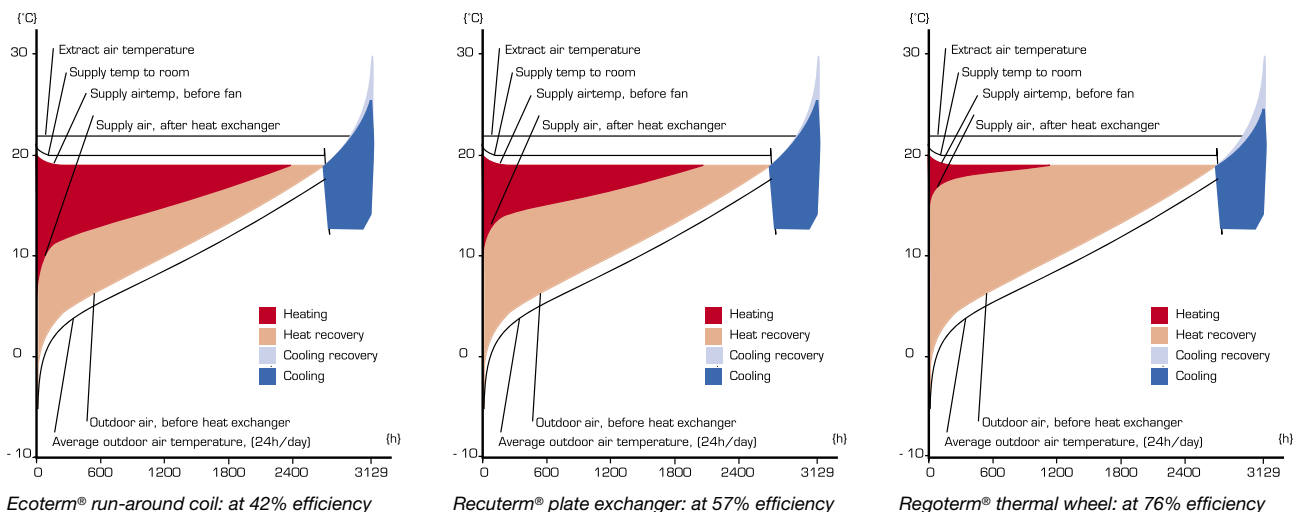 {°C}
30
Extract air temperature
Supply temp to room
Supply airtemp, before fan
Supply air, after heat exchanger
20
10
Heating
Heat recovery
0
Cooling recovery
Cooling
Outdoor air, before heat exchanger
Average outdoor air temperature, (24h/day)
{h}
- 10
0 600 1200 1800 2400 3129
Ecoterm® run-around coil: at 42% efficiency
{°C}
30
Extract air temperature
Supply temp to room
Supply airtemp, before fan
Supply air, after heat exchanger
20
10
Heating
Heat recovery
0
Cooling recovery
Cooling
Outdoor air, before heat exchanger
Average outdoor air temperature, (24h/day)
{h}
- 10
0 600 1200 1800 2400 3129
Recuterm® plate exchanger: at 57% efficiency
{°C}
30
Extract air temperature
Supply temp to room
Supply airtemp, before fan
Supply air, after heat exchanger
20
10
Heating
Heat recovery
0
Cooling recovery
Cooling
Outdoor air, before heat exchanger
Average outdoor air temperature, (24h/day)
{h}
- 10
0 600 1200 1800 2400 3129
Regoterm® thermal wheel: at 76% efficiency